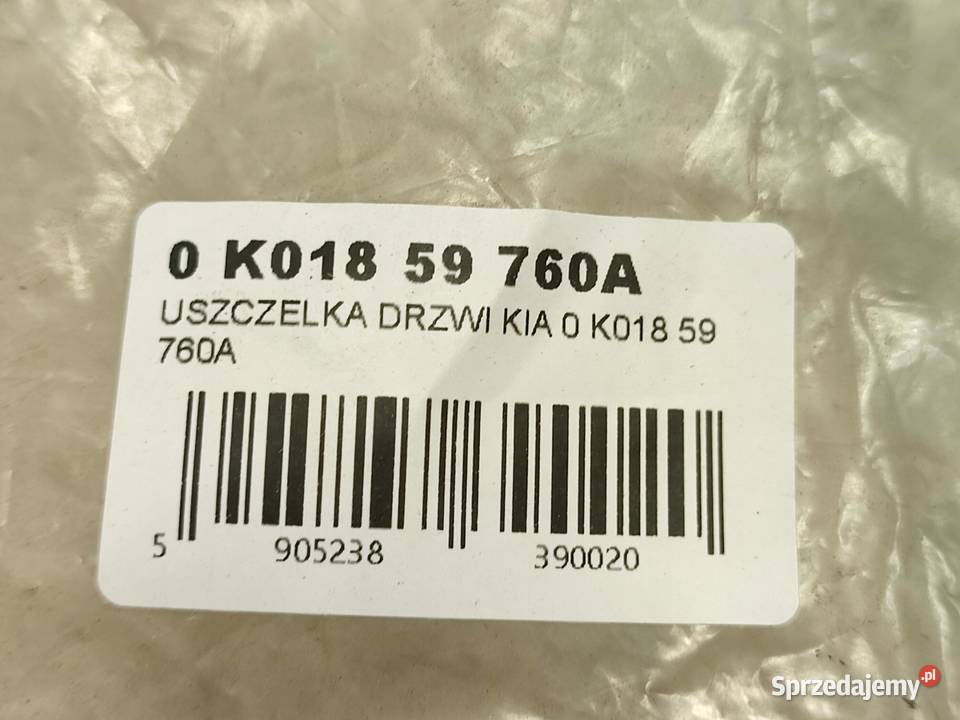 0 K018 59 760A
USZCZELKA DRZWI KIA 0 K018 59
760A
5 905238 390020
Sprzedajemy.pl